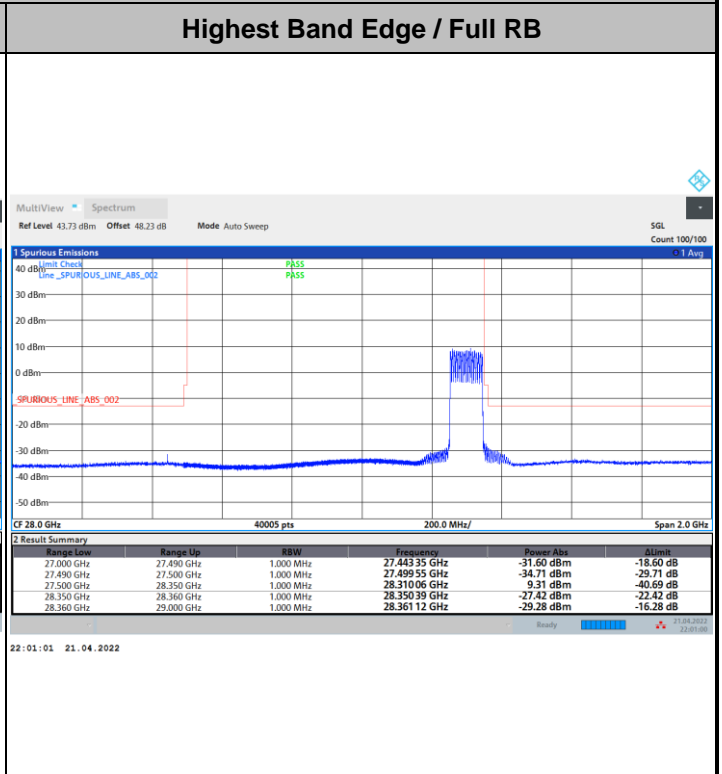 Highest Band Edge / Full RB
MultiView Spectrum
Ref Level 43.73 dBm Offset 48.23 dB Mode Auto Sweep SGL
Count 100/100
1 Spurious Emissions 1 Avg
Limit Check PASS
40 dBm
Line _SPURIOUS_LINE_ABS_002 PASS
30 dBm
20 dBm
10 dBm
0 dBm
_SPURIOUS_LINE_ABS_002
-20 dBm
-30 dBm
-40 dBm
-50 dBm
CF 28.0 GHz 40005 pts 200.0 MHz/ Span 2.0 GHz
2 Result Summary
Range Low Range Up RBW Frequency Power Abs ΔLimit
27.000 GHz 27.490 GHz 1.000 MHz 27.443 35 GHz -31.60 dBm -18.60 dB
27.490 GHz 27.500 GHz 1.000 MHz 27.499 55 GHz -34.71 dBm -29.71 dB
27.500 GHz 28.350 GHz 1.000 MHz 28.310 06 GHz 9.31 dBm -40.69 dB
28.350 GHz 28.360 GHz 1.000 MHz 28.350 39 GHz -27.42 dBm -22.42 dB
28.360 GHz 29.000 GHz 1.000 MHz 28.361 12 GHz -29.28 dBm -16.28 dB
Ready 21.04.2022
22:01:00
22:01:01 21.04.2022